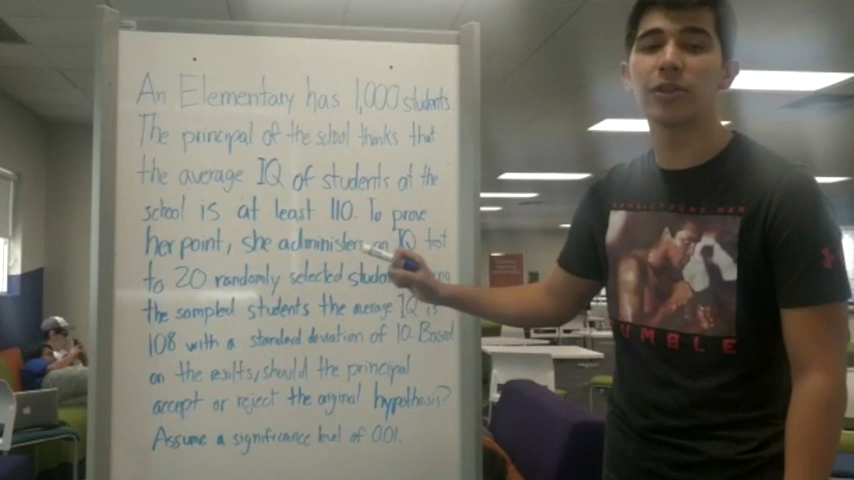 An Elementary has 1,000 students.
The principal of the school thinks that
the average IQ of students at the
school is at least 110. To prove
her point, she administers an IQ test
to 20 randomly selected
the sampled students the average IQ is
108 with a standard deviation of 10. Based
on the results, should the principal
accept or reject the original hypothesis?
Assume a significance level of 0.01.
UMBLE